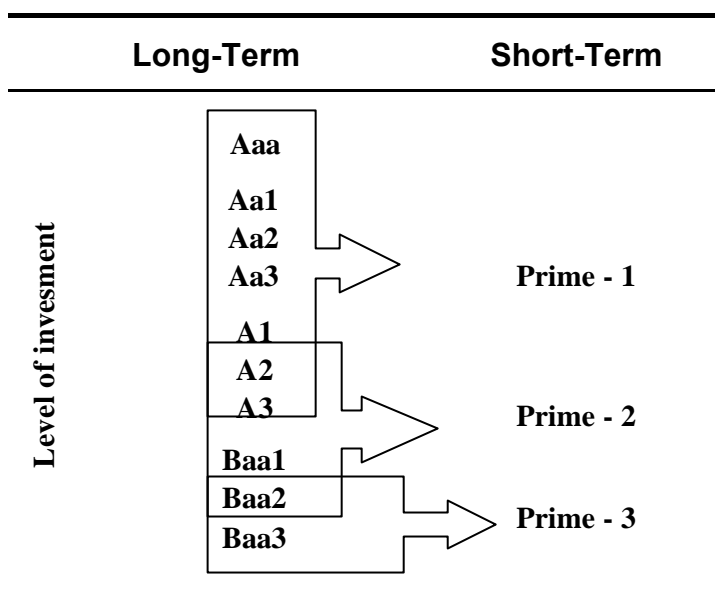 Long-Term Short-Term
Level of invesment
Aaa
Aa1
Aa2
Aa3 Prime - 1
A1
A2
A3 Prime - 2
Baa1
Baa2
Baa3 Prime - 3